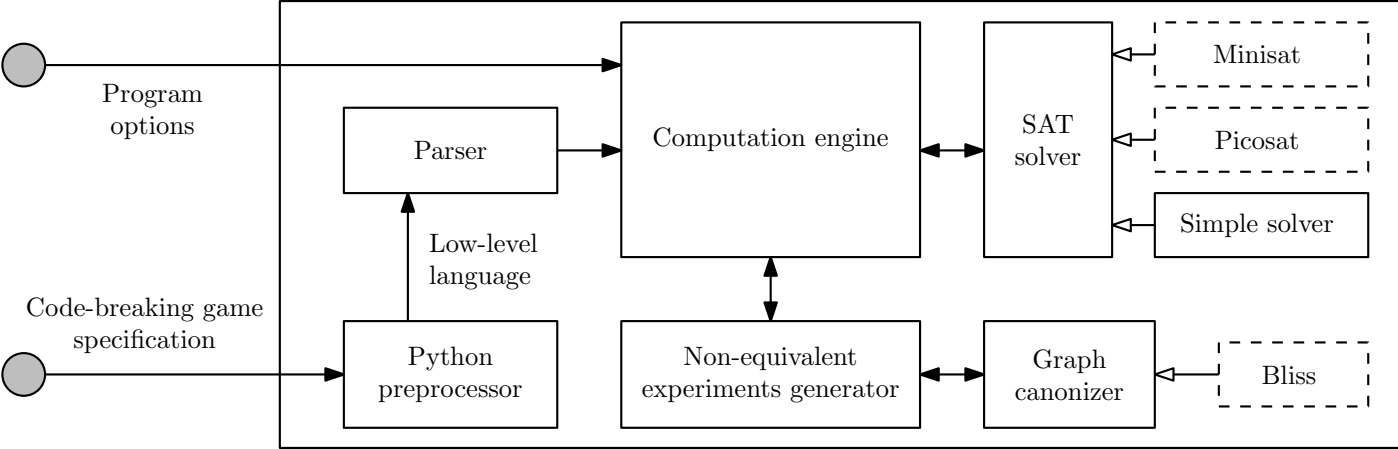 Program
options
Parser
Computation engine
SAT
solver
Minisat
Picosat
Simple solver
Low-level
language
Code-breaking game
specification
Python
preprocessor
Non-equivalent
experiments generator
Graph
canonizer
Bliss